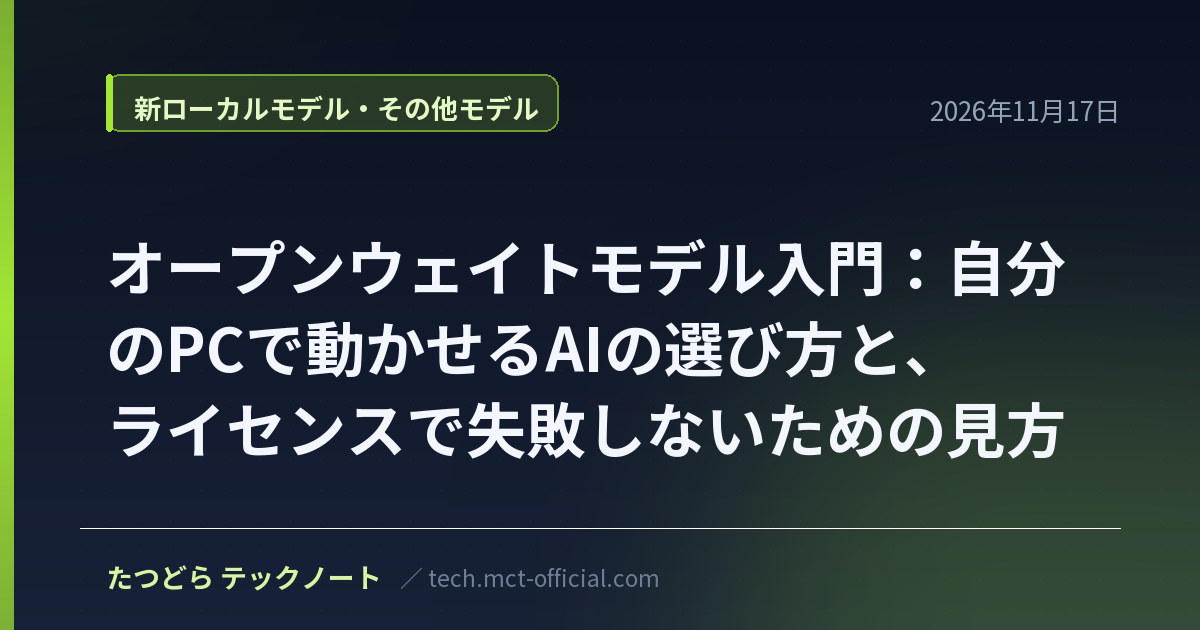 新ローカルモデル・その他モデル
2026年11月17日
オープンウェイトモデル入門：自分
のPCで動かせるAIの選び方と、
ライセンスで失敗しないための見方
たつどら テックノート ／ tech.mct-official.com